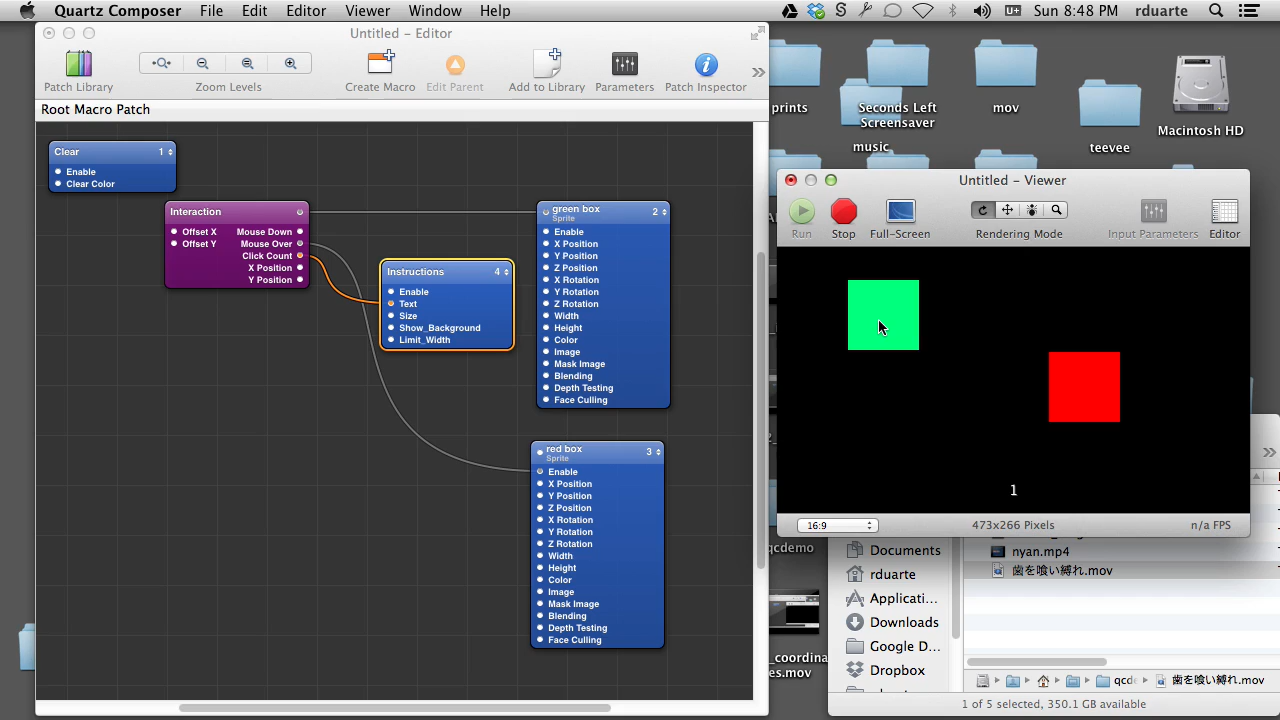 Quartz Composer File Edit Editor Viewer Window Help Sun 8:48 PM rduarte
Untitled – Editor
Patch Library
Zoom Levels
Create Macro
Edit Parent
Add to Library
Parameters
Patch Inspector
Root Macro Patch
Clear 1
Enable
Clear Color
Interaction
Offset X Mouse Down
Offset Y Mouse Over
Click Count
X Position
Y Position
Instructions 4
Enable
Text
Size
Show_Background
Limit_Width
green box 2
Sprite
Enable
X Position
Y Position
Z Position
X Rotation
Y Rotation
Z Rotation
Width
Height
Color
Image
Mask Image
Blending
Depth Testing
Face Culling
red box 3
Sprite
Enable
X Position
Y Position
Z Position
X Rotation
Y Rotation
Z Rotation
Width
Height
Color
Image
Mask Image
Blending
Depth Testing
Face Culling
prints
Seconds Left
Screensaver
music
mov
teevee
Macintosh HD
Untitled – Viewer
Run
Stop
Full-Screen
Rendering Mode
Input Parameters
Editor
1
16:9
473x266 Pixels
n/a FPS
qcdemo
_coordina
es.mov
Documents
rduarte
Applicati...
Downloads
Google D...
Dropbox
nyan.mp4
歯を喰い縛れ.mov
qcde
歯を喰い縛れ.mov
1 of 5 selected, 350.1 GB available